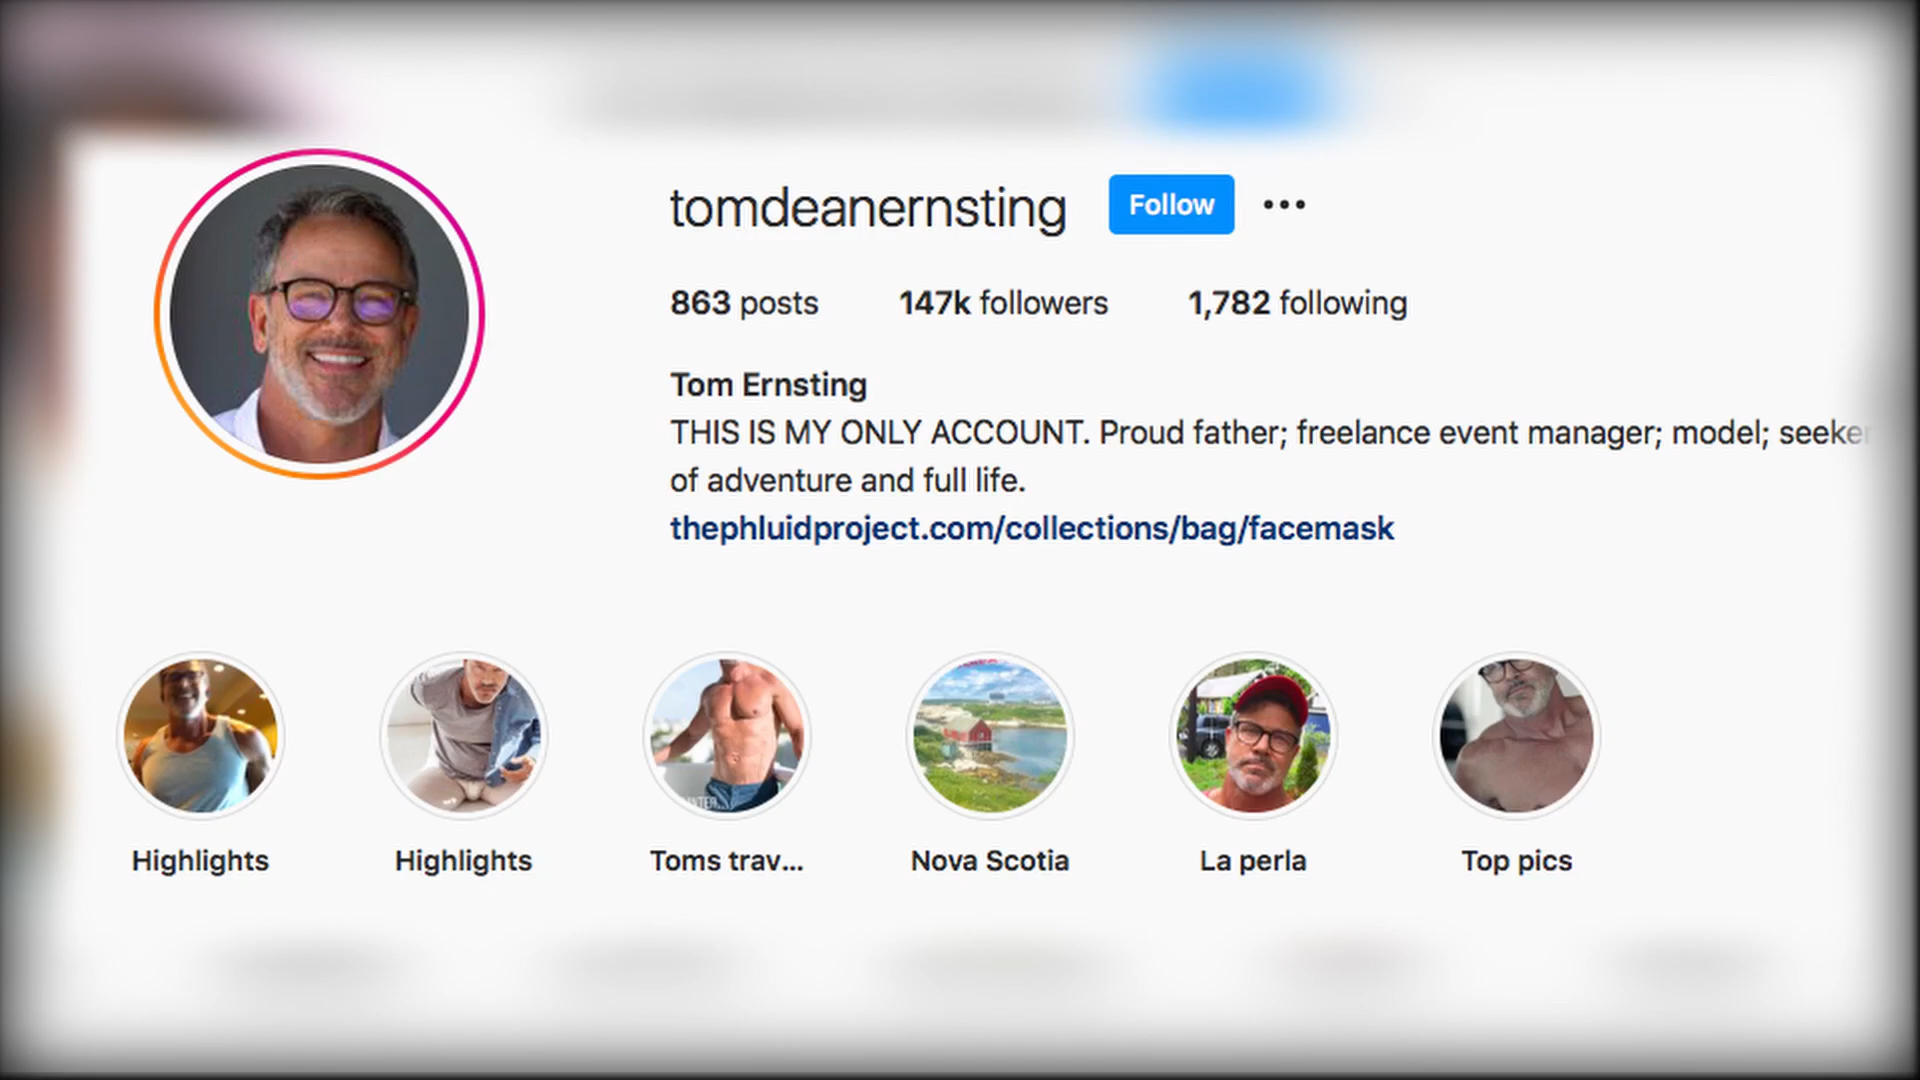 tomdeanernsting Follow
863 posts 147k followers 1,782 following
Tom Ernsting
THIS IS MY ONLY ACCOUNT. Proud father; freelance event manager; model; seeker
of adventure and full life.
thephluidproject.com/collections/bag/facemask
Highlights Highlights Toms trav... Nova Scotia La perla Top pics